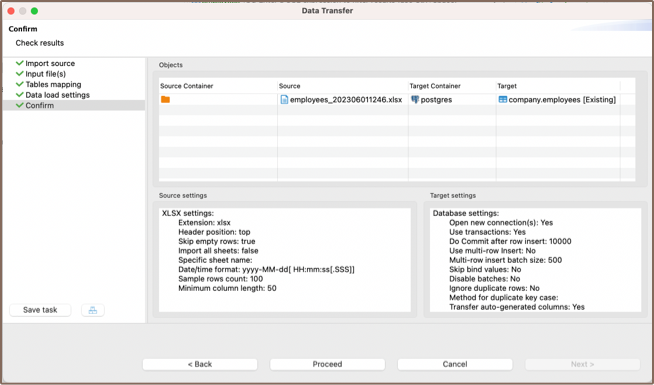 Data Transfer
Confirm
Check results
Import source
Input file(s)
Tables mapping
Data load settings
Confirm
Objects
Source Container Source Target Container Target
employees_202306011246.xlsx postgres company.employees [Existing]
Source settings
XLSX settings:
Extension: xlsx
Header position: top
Skip empty rows: true
Import all sheets: false
Specific sheet name:
Date/time format: yyyy-MM-dd[ HH:mm:ss[.SSS]]
Sample rows count: 100
Minimum column length: 50
Target settings
Database settings:
Open new connection(s): Yes
Use transactions: Yes
Do Commit after row insert: 10000
Use multi-row Insert: No
Multi-row insert batch size: 500
Skip bind values: No
Disable batches: No
Ignore duplicate rows: No
Method for duplicate key case:
Transfer auto-generated columns: Yes
Save task
< Back Proceed Cancel Next >